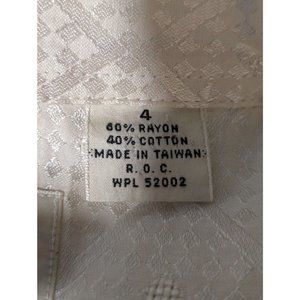 4
60% RAYON
40% COTTON
MADE IN TAIWAN
R. O. C.
WPL 52002